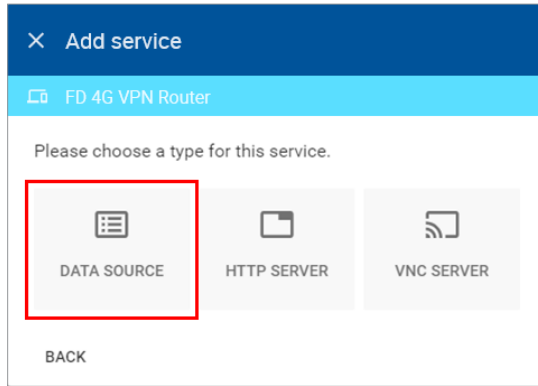 Add service
FD 4G VPN Router
Please choose a type for this service.
DATA SOURCE
HTTP SERVER
VNC SERVER
BACK